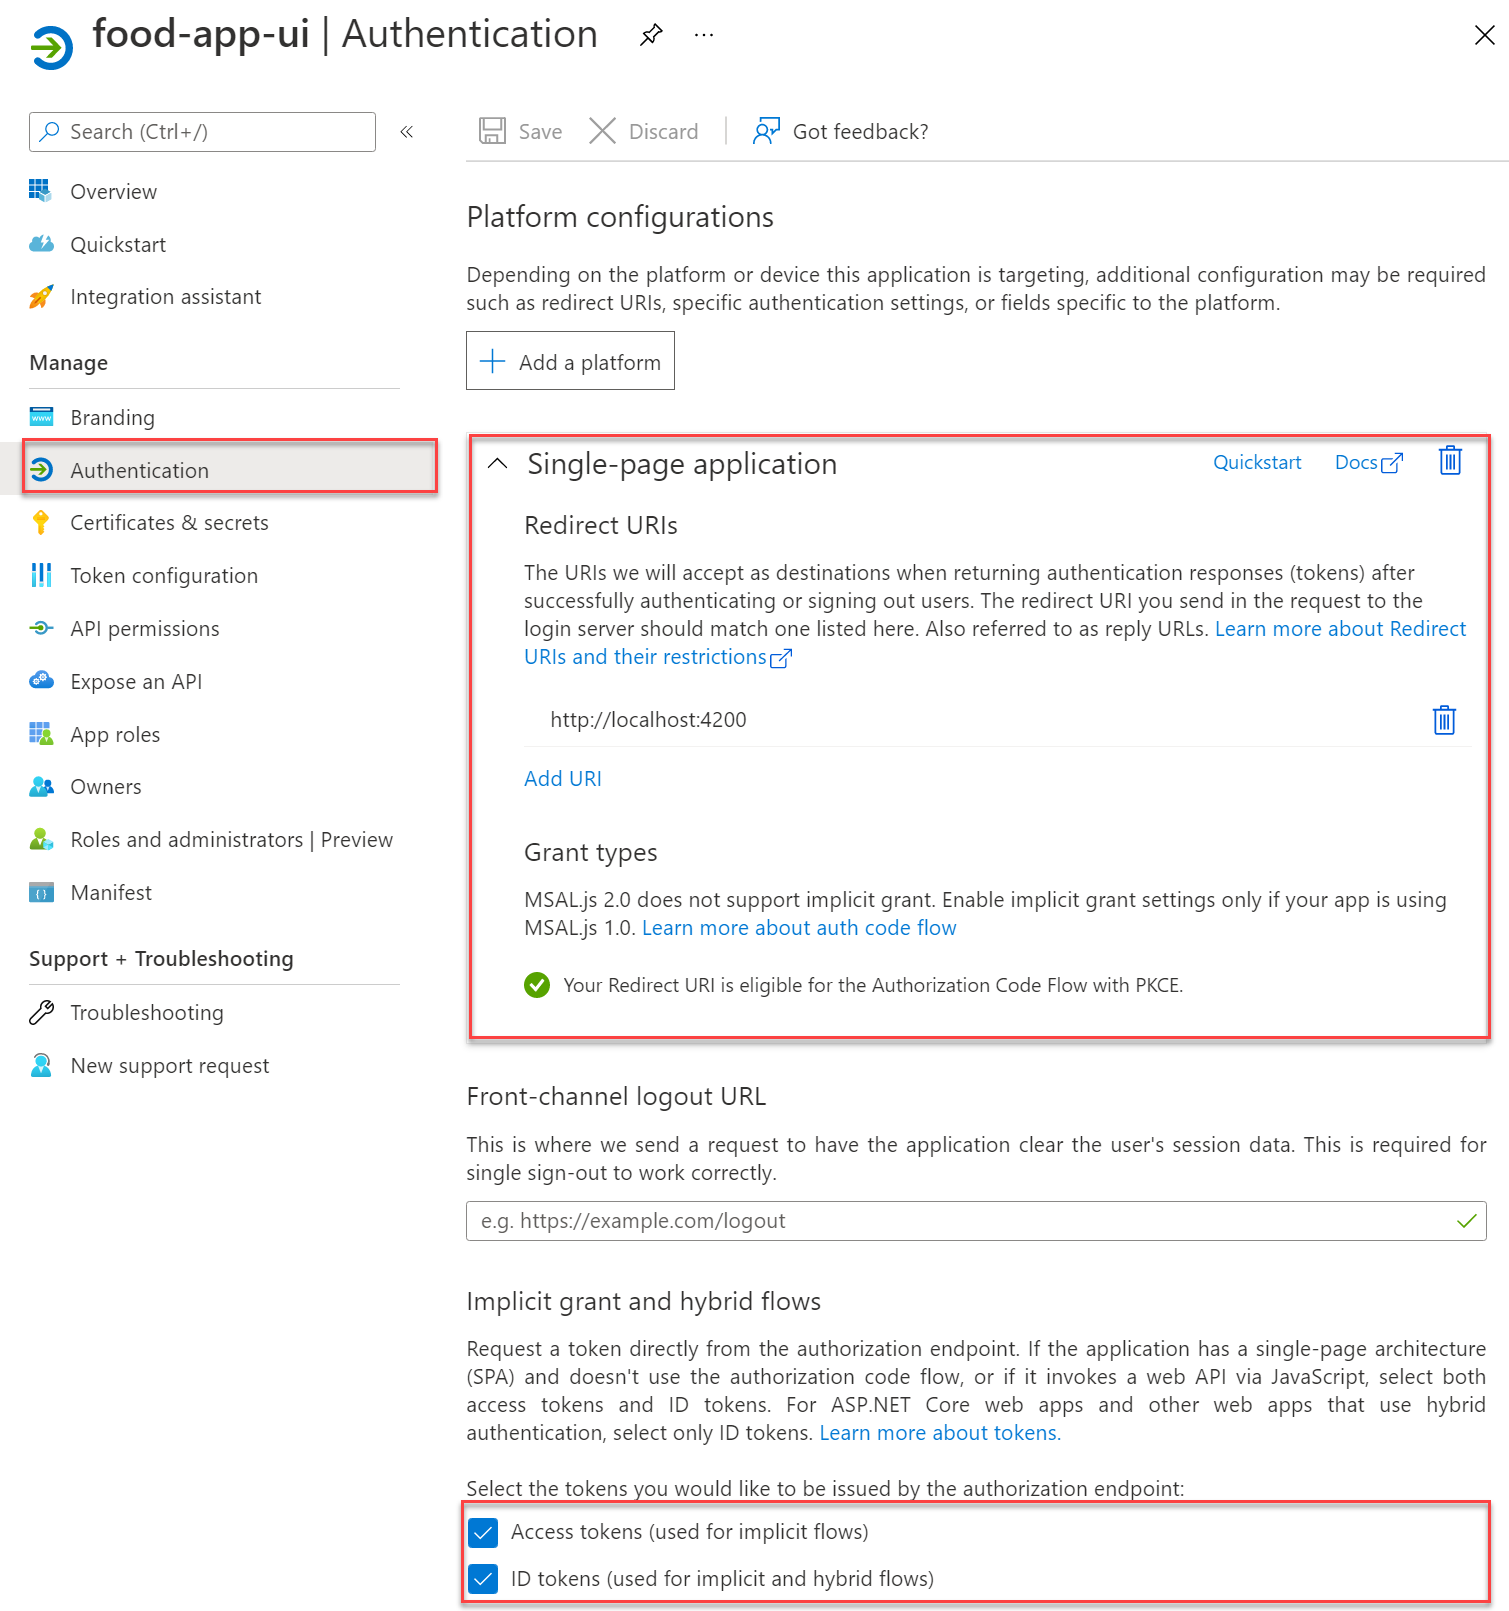 food-app-ui | Authentication
Search (Ctrl+/)
Overview
Quickstart
Integration assistant
Manage
Branding
Authentication
Certificates & secrets
Token configuration
API permissions
Expose an API
App roles
Owners
Roles and administrators | Preview
Manifest
Support + Troubleshooting
Troubleshooting
New support request
Save
Discard
Got feedback?
Platform configurations
Depending on the platform or device this application is targeting, additional configuration may be required
such as redirect URIs, specific authentication settings, or fields specific to the platform.
Add a platform
Single-page application
Quickstart
Docs
Redirect URIs
The URIs we will accept as destinations when returning authentication responses (tokens) after
successfully authenticating or signing out users. The redirect URI you send in the request to the
login server should match one listed here. Also referred to as reply URLs. Learn more about Redirect
URIs and their restrictions
http://localhost:4200
Add URI
Grant types
MSAL.js 2.0 does not support implicit grant. Enable implicit grant settings only if your app is using
MSAL.js 1.0. Learn more about auth code flow
Your Redirect URI is eligible for the Authorization Code Flow with PKCE.
Front-channel logout URL
This is where we send a request to have the application clear the user's session data. This is required for
single sign-out to work correctly.
e.g. https://example.com/logout
Implicit grant and hybrid flows
Request a token directly from the authorization endpoint. If the application has a single-page architecture
(SPA) and doesn't use the authorization code flow, or if it invokes a web API via JavaScript, select both
access tokens and ID tokens. For ASP.NET Core web apps and other web apps that use hybrid
authentication, select only ID tokens. Learn more about tokens.
Select the tokens you would like to be issued by the authorization endpoint:
Access tokens (used for implicit flows)
ID tokens (used for implicit and hybrid flows)